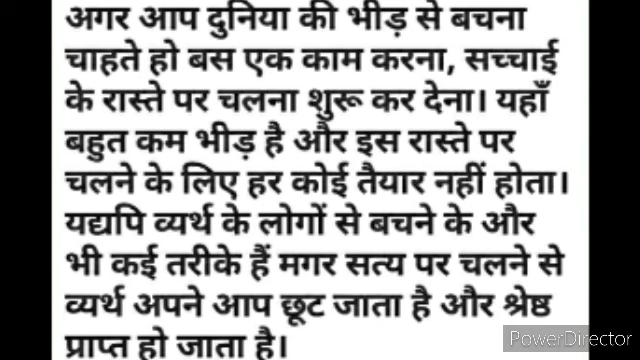 अगर आप दुनिया की भीड़ से बचना
चाहते हो बस एक काम करना, सच्चाई
के रास्ते पर चलना शुरू कर देना। यहाँ
बहुत कम भीड़ है और इस रास्ते पर
चलने के लिए हर कोई तैयार नहीं होता।
यद्यपि व्यर्थ के लोगों से बचने के और
भी कई तरीके हैं मगर सत्य पर चलने से
व्यर्थ अपने आप छूट जाता है और श्रेष्ठ
प्राप्त हो जाता है।
PowerDirector